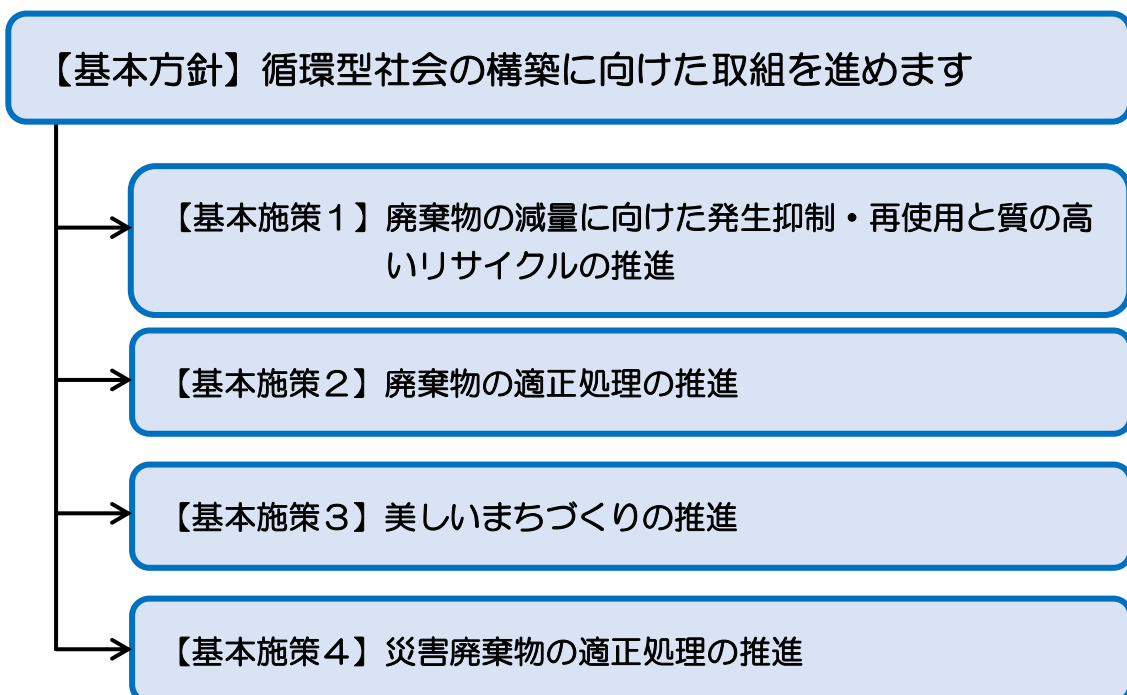 【基本方針】循環型社会の構築に向けた取組を進めます
【基本施策１】廃棄物の減量に向けた発生抑制・再使用と質の高
いリサイクルの推進
【基本施策２】廃棄物の適正処理の推進
【基本施策３】美しいまちづくりの推進
【基本施策４】災害廃棄物の適正処理の推進